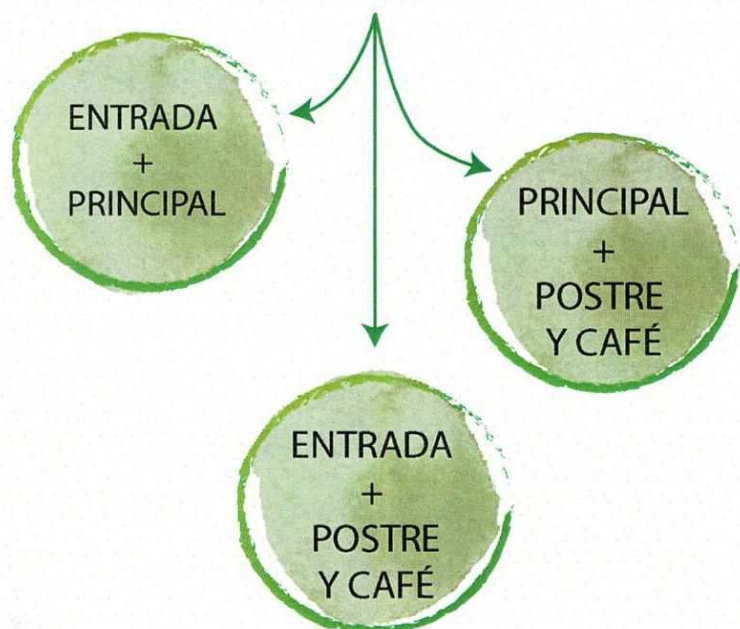 ENTRADA
+
PRINCIPAL
PRINCIPAL
+
POSTRE
Y CAFÉ
ENTRADA
+
POSTRE
Y CAFÉ